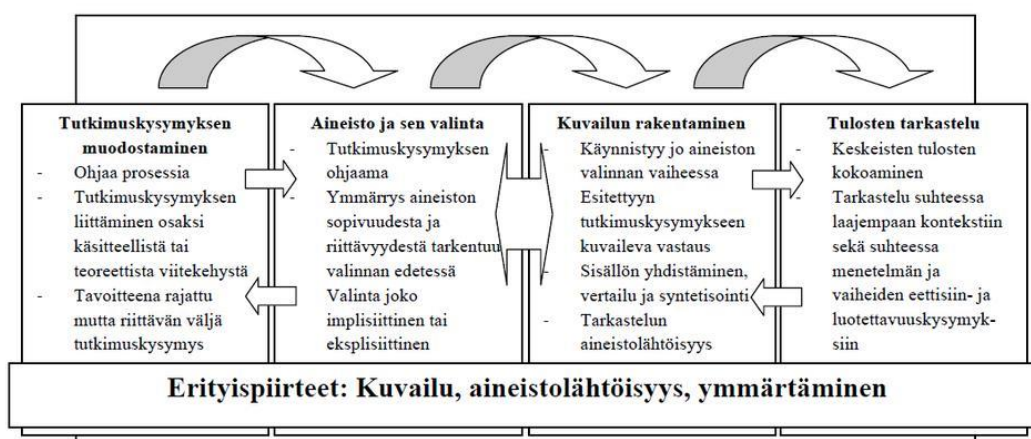 Tutkimuskysymyksen
muodostaminen
- Ohjaa prosessia
- Tutkimuskysymyksen
liittäminen osaksi
käsitteellistä tai
teoreettista viitekehystä
- Tavoitteena rajattu
mutta riittävän väljä
tutkimuskysymys
Aineisto ja sen valinta
- Tutkimuskysymyksen
ohjaama
- Ymmärrys aineiston
sopivuudesta ja
riittävyydestä tarkentuu
valinnan edetessä
- Valinta joko
implisiittinen tai
eksplisiittinen
Kuvailun rakentaminen
- Käynnistyy jo aineiston
valinnan vaiheessa
- Esitettyyn
tutkimuskysymykseen
kuvaileva vastaus
- Sisällön yhdistäminen,
vertailu ja syntetisointi
- Tarkastelun
aineistolähtöisyys
Tulosten tarkastelu
- Keskeisten tulosten
kokoaminen
- Tarkastelu suhteessa
laajempaan kontekstiin
sekä suhteessa
menetelmän ja
vaiheiden eettisiin- ja
luotettavuuskysymyk-
siin
Erityispiirteet: Kuvailu, aineistolähtöisyys, ymmärtäminen